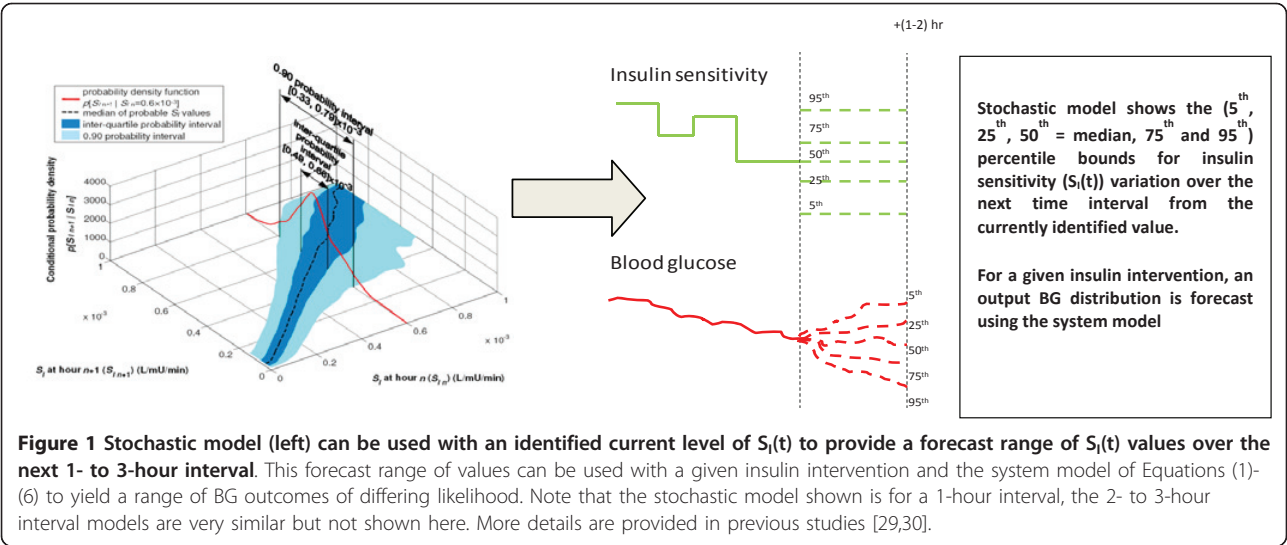 probability density function
p[S_I n+1 | S_I n=0.6×10^-3]
median of probable S_I values
inter-quartile probability interval
0.90 probability interval
0.90 probability interval
[0.33, 0.79]×10^-3
inter-quartile
probability
interval
[0.49, 0.66]×10^-3
Conditional probability density
p[S_I n+1 | S_I n]
4000
3000
2000
1000
0
1
0.8
0.6
0.4
0.2
0
× 10^-3
S_I at hour n+1 (S_I n+1) (L/mU/min)
0
0.2
0.4
0.6
0.8
1
× 10^-3
S_I at hour n (S_I n) (L/mU/min)
+(1-2) hr
Insulin sensitivity
95th
75th
50th
25th
5th
Blood glucose
5th
25th
50th
75th
95th
Stochastic model shows the (5th,
25th, 50th = median, 75th and 95th)
percentile bounds for insulin
sensitivity (S_I(t)) variation over the
next time interval from the
currently identified value.
For a given insulin intervention, an
output BG distribution is forecast
using the system model
Figure 1 Stochastic model (left) can be used with an identified current level of S_I(t) to provide a forecast range of S_I(t) values over the
next 1- to 3-hour interval. This forecast range of values can be used with a given insulin intervention and the system model of Equations (1)-
(6) to yield a range of BG outcomes of differing likelihood. Note that the stochastic model shown is for a 1-hour interval, the 2- to 3-hour
interval models are very similar but not shown here. More details are provided in previous studies [29,30].